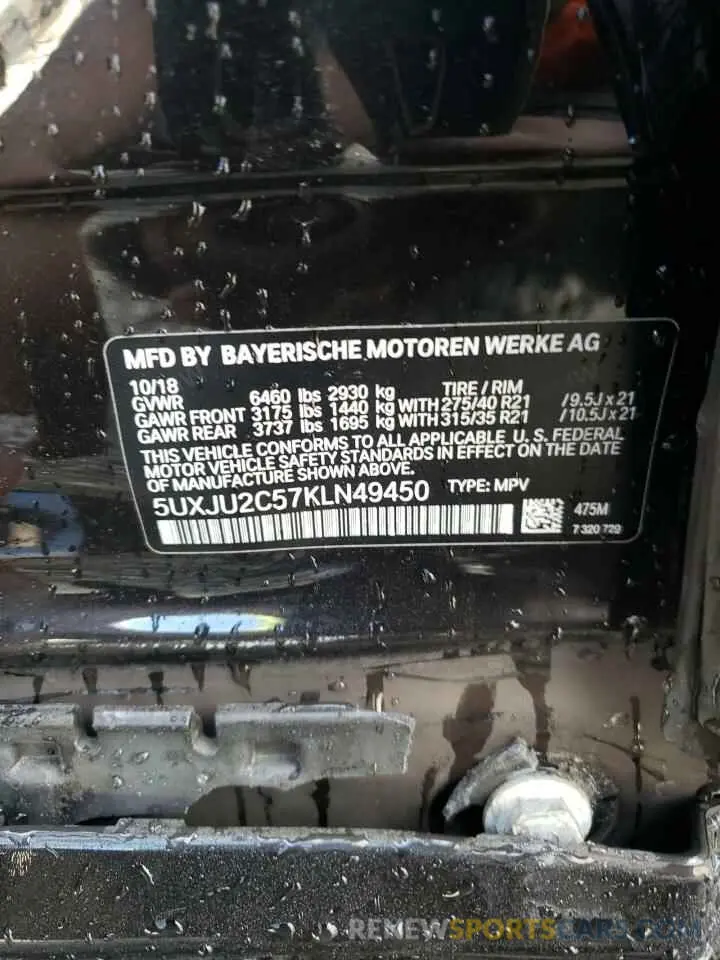 MFD BY BAYERISCHE MOTOREN WERKE AG
10/18 TIRE / RIM
GVWR 6460 lbs 2930 kg
GAWR FRONT 3175 lbs 1440 kg WITH 275/40 R21 / 9.5J x 21
GAWR REAR 3737 lbs 1695 kg WITH 315/35 R21 / 10.5J x 21
THIS VEHICLE CONFORMS TO ALL APPLICABLE U. S. FEDERAL
MOTOR VEHICLE SAFETY STANDARDS IN EFFECT ON THE DATE
OF MANUFACTURE SHOWN ABOVE.
5UXJU2C57KLN49450 TYPE: MPV
475M
7 320 729
RENEWSPORTSCARS.COM